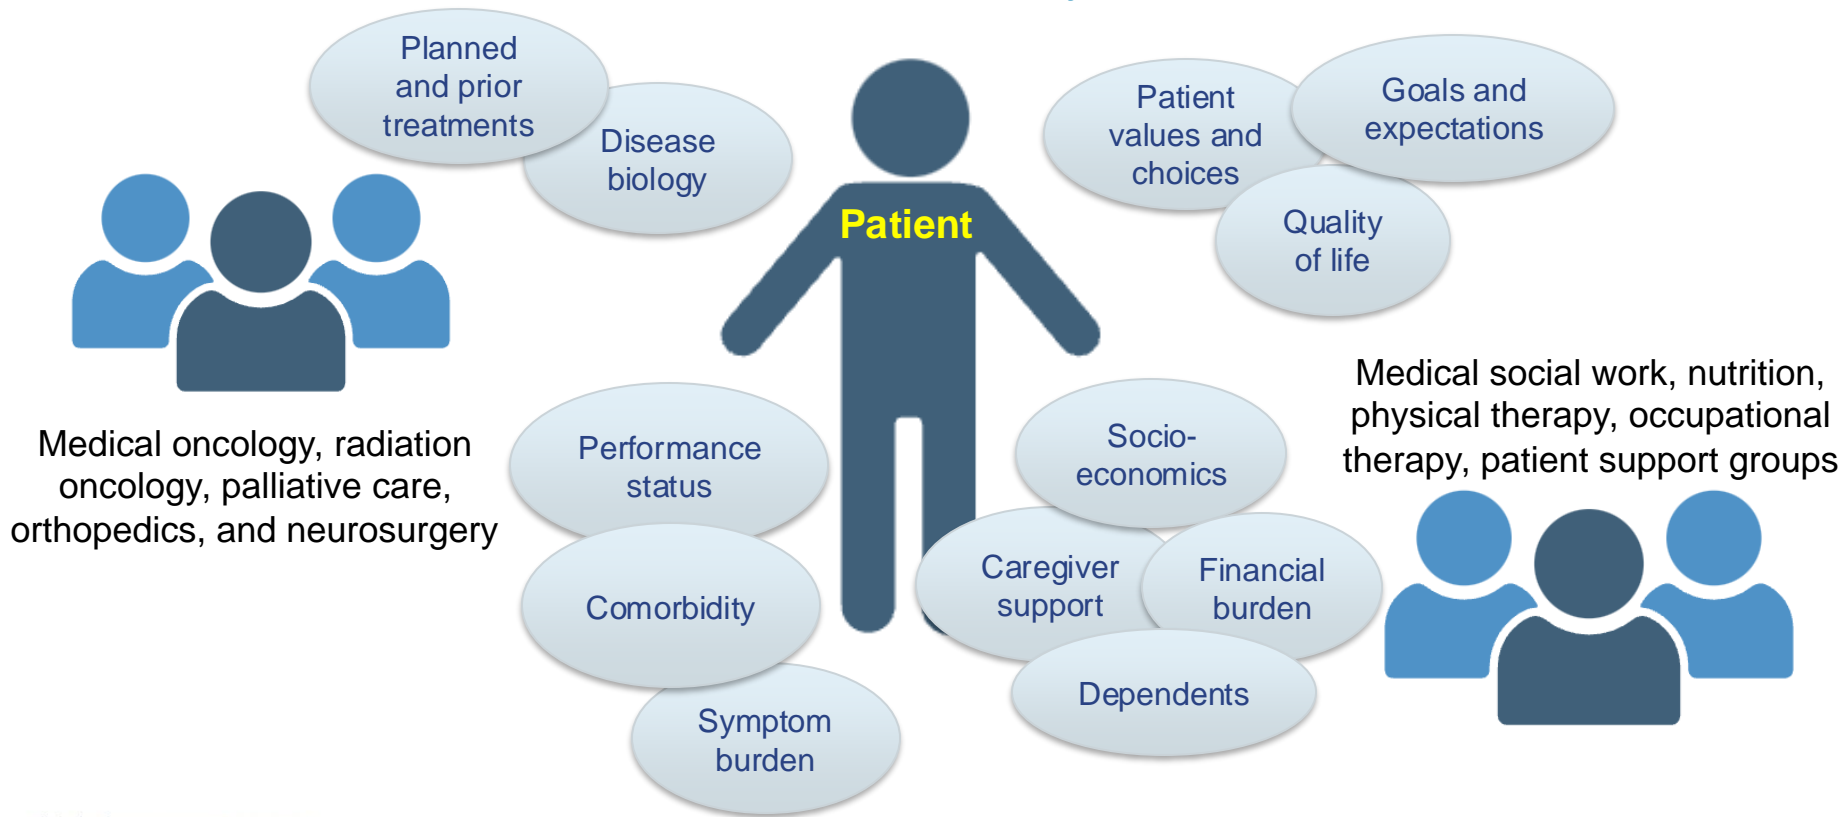 Planned
and prior
treatments
Disease
biology
Patient
values and
choices
Goals and
expectations
Quality
of life
Patient
Medical oncology, radiation
oncology, palliative care,
orthopedics, and neurosurgery
Performance
status
Comorbidity
Symptom
burden
Socio-
economics
Caregiver
support
Financial
burden
Dependents
Medical social work, nutrition,
physical therapy, occupational
therapy, patient support groups